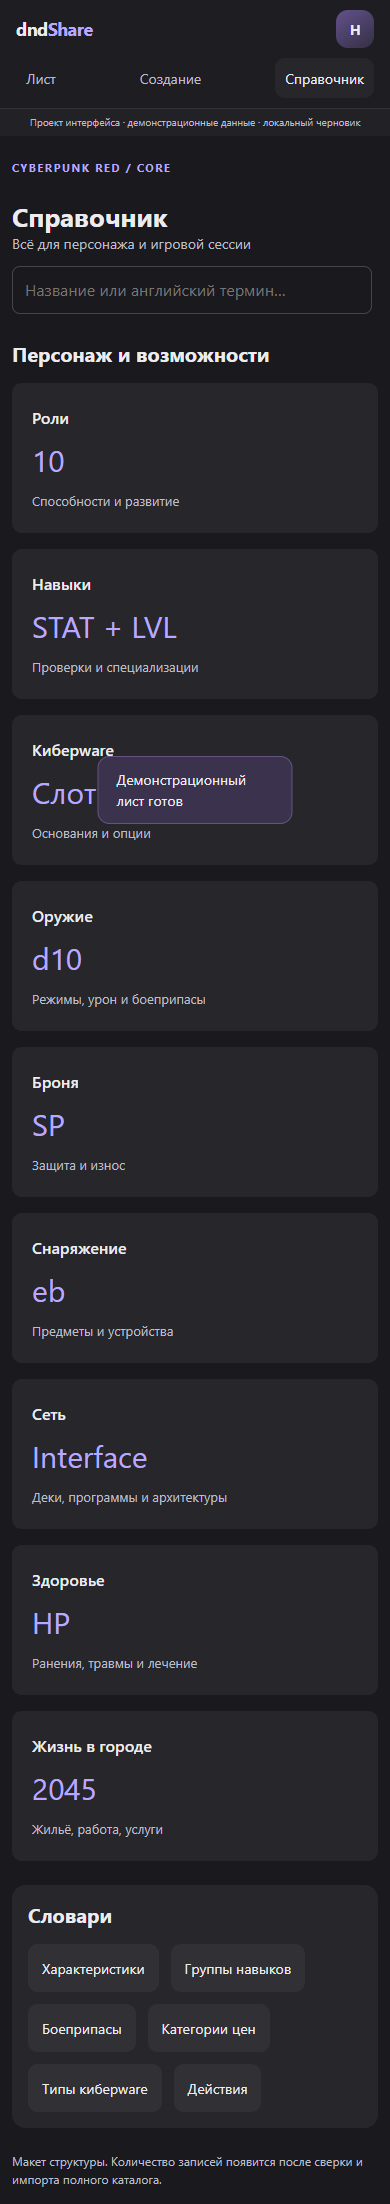 dndShare
H
Лист
Создание
Справочник
Проект интерфейса · демонстрационные данные · локальный черновик
CYBERPUNK RED / CORE
Справочник
Всё для персонажа и игровой сессии
Название или английский термин...
Персонаж и возможности
Роли
10
Способности и развитие
Навыки
STAT + LVL
Проверки и специализации
Киберware
Слот
Демонстрационный
лист готов
Основания и опции
Оружие
d10
Режимы, урон и боеприпасы
Броня
SP
Защита и износ
Снаряжение
eb
Предметы и устройства
Сеть
Interface
Деки, программы и архитектуры
Здоровье
HP
Ранения, травмы и лечение
Жизнь в городе
2045
Жильё, работа, услуги
Словари
Характеристики
Группы навыков
Боеприпасы
Категории цен
Типы киберware
Действия
Макет структуры. Количество записей появится после сверки и
импорта полного каталога.